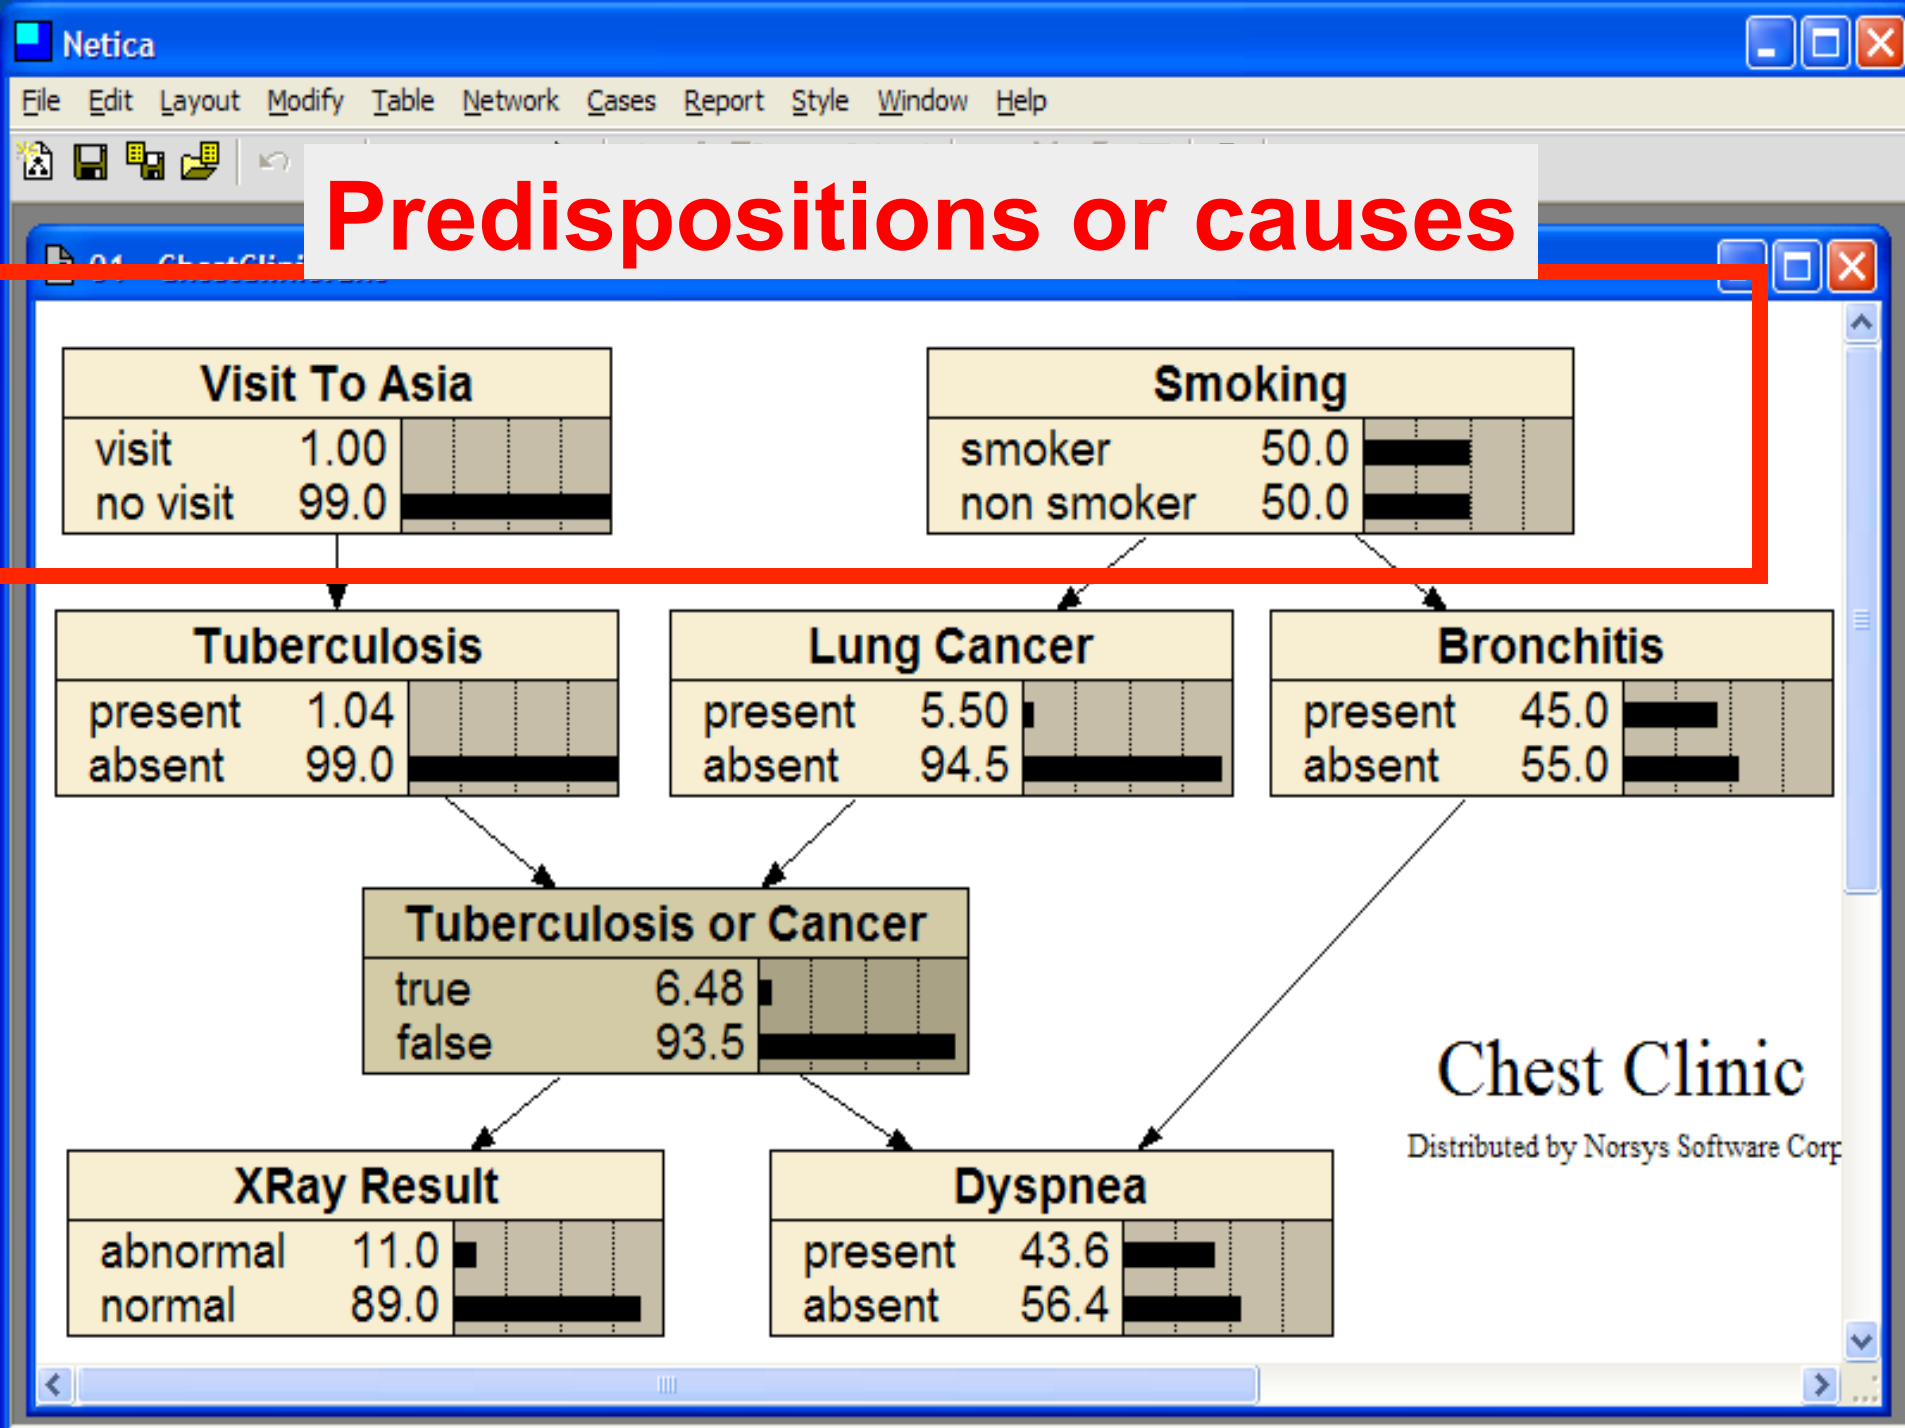 Netica
File Edit Layout Modify Table Network Cases Report Style Window Help
Predispositions or causes
Visit To Asia
visit 1.00
no visit 99.0
Smoking
smoker 50.0
non smoker 50.0
Tuberculosis
present 1.04
absent 99.0
Lung Cancer
present 5.50
absent 94.5
Bronchitis
present 45.0
absent 55.0
Tuberculosis or Cancer
true 6.48
false 93.5
Chest Clinic
Distributed by Norsys Software Corp
XRay Result
abnormal 11.0
normal 89.0
Dyspnea
present 43.6
absent 56.4